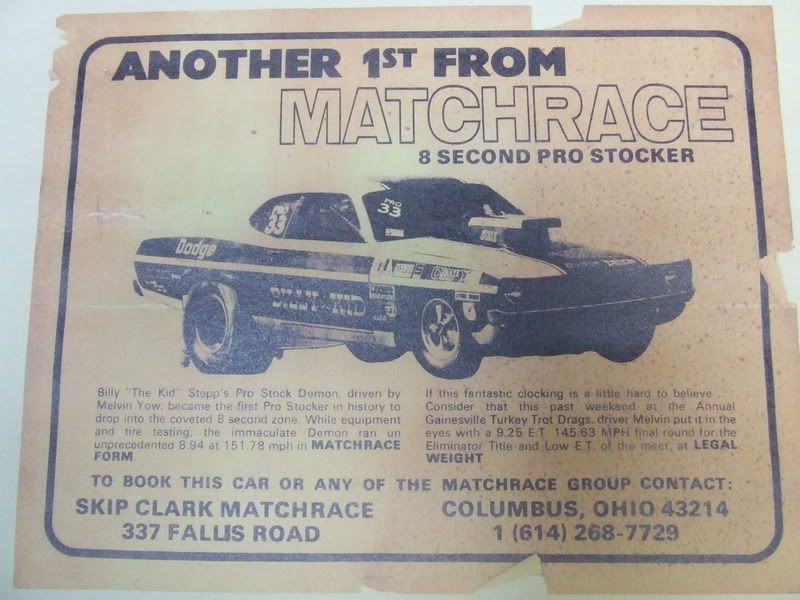 ANOTHER 1ST FROM
MATCHRACE
8 SECOND PRO STOCKER
PRO
33
PRO
33
Dodge
BILLY THE KID
Billy "The Kid" Stepp's Pro Stock Demon, driven by
Melvin Yow, became the first Pro Stocker in history to
drop into the coveted 8 second zone. While equipment
and tire testing, the immaculate Demon ran un
unprecedented 8.94 at 151.78 mph in MATCHRACE
FORM.
If this fantastic clocking is a little hard to believe . . .
Consider that this past weekend at the Annual
Gainesville Turkey Trot Drags, driver Melvin put it in the
eyes with a 9.25 E.T. 145.63 MPH final round for the
Eliminator Title and Low E.T. of the meet, at LEGAL
WEIGHT
TO BOOK THIS CAR OR ANY OF THE MATCHRACE GROUP CONTACT:
SKIP CLARK MATCHRACE
337 FALLIS ROAD
COLUMBUS, OHIO 43214
1 (614) 268-7729